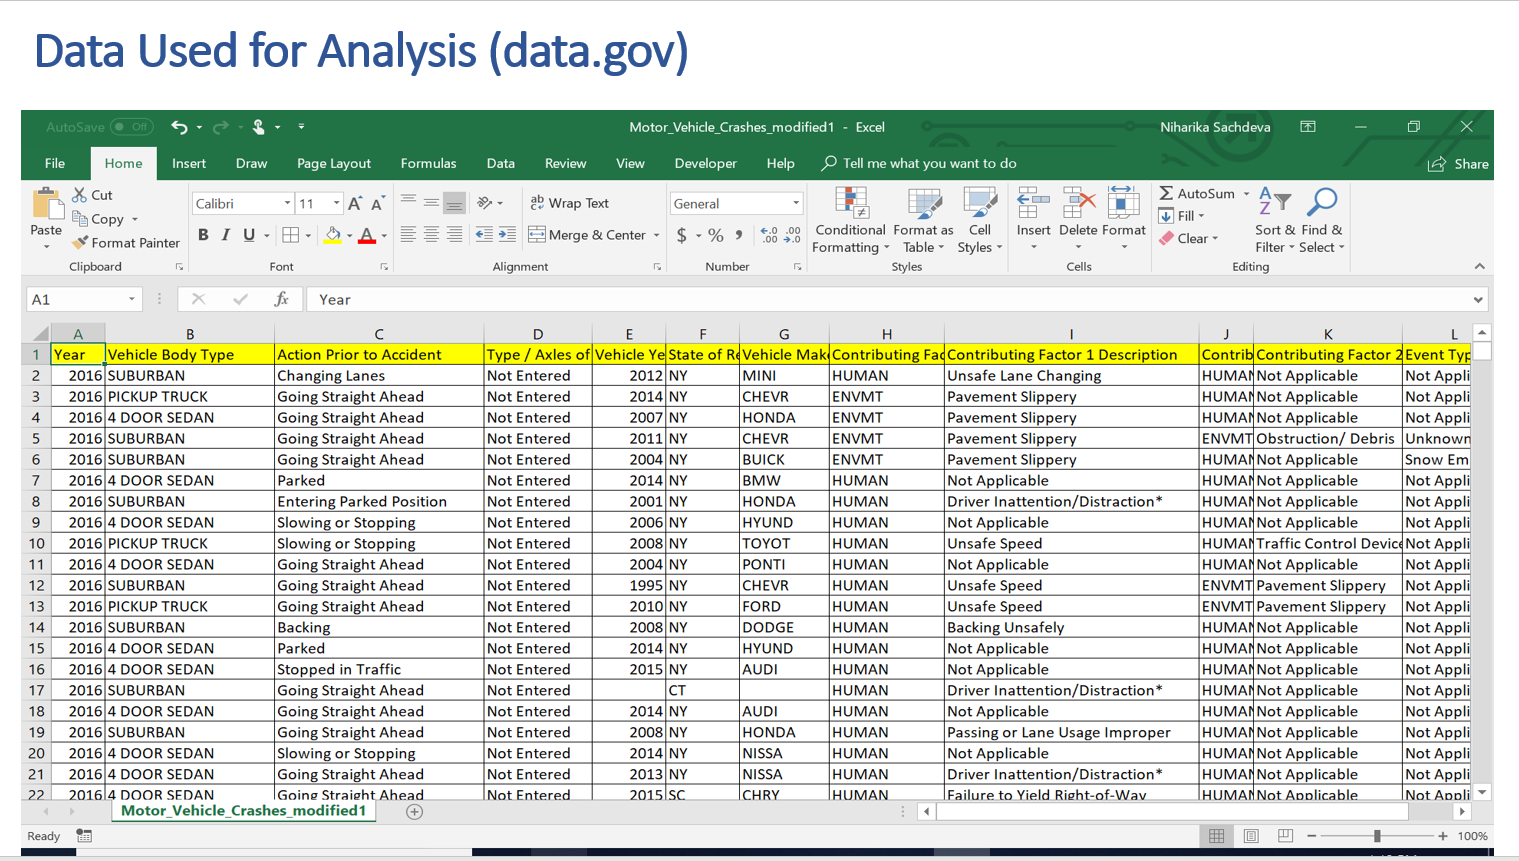 Data Used for Analysis (data.gov)
AutoSave Off Motor_Vehicle_Crashes_modified1 - Excel Niharika Sachdeva
File Home Insert Draw Page Layout Formulas Data Review View Developer Help Tell me what you want to do Share
Paste Cut Copy Format Painter Clipboard
Calibri 11 A A B I U A Font
ab c Wrap Text Merge & Center Alignment
General $ % 9 .0 .00 .00 .0 Number
Conditional Formatting Format as Table Cell Styles Styles
Insert Delete Format Cells
AutoSum Fill Clear A Z Sort & Filter Find & Select Editing
A1 fx Year
A B C D E F G H I J K L
1 Year Vehicle Body Type Action Prior to Accident Type / Axles of Vehicle Ye State of Re Vehicle Mak Contributing Fac Contributing Factor 1 Description Contrib Contributing Factor 2 Event Typ
2 2016 SUBURBAN Changing Lanes Not Entered 2012 NY MINI HUMAN Unsafe Lane Changing HUMAN Not Applicable Not Appli
3 2016 PICKUP TRUCK Going Straight Ahead Not Entered 2014 NY CHEVR ENVMT Pavement Slippery HUMAN Not Applicable Not Appli
4 2016 4 DOOR SEDAN Going Straight Ahead Not Entered 2007 NY HONDA ENVMT Pavement Slippery HUMAN Not Applicable Not Appli
5 2016 SUBURBAN Going Straight Ahead Not Entered 2011 NY CHEVR ENVMT Pavement Slippery ENVMT Obstruction/ Debris Unknown
6 2016 SUBURBAN Going Straight Ahead Not Entered 2004 NY BUICK ENVMT Pavement Slippery HUMAN Not Applicable Snow Em
7 2016 4 DOOR SEDAN Parked Not Entered 2014 NY BMW HUMAN Not Applicable HUMAN Not Applicable Not Appli
8 2016 SUBURBAN Entering Parked Position Not Entered 2001 NY HONDA HUMAN Driver Inattention/Distraction* HUMAN Not Applicable Not Appli
9 2016 4 DOOR SEDAN Slowing or Stopping Not Entered 2006 NY HYUND HUMAN Not Applicable HUMAN Not Applicable Not Appli
10 2016 PICKUP TRUCK Slowing or Stopping Not Entered 2008 NY TOYOT HUMAN Unsafe Speed HUMAN Traffic Control Device Not Appli
11 2016 4 DOOR SEDAN Going Straight Ahead Not Entered 2004 NY PONTI HUMAN Not Applicable HUMAN Not Applicable Not Appli
12 2016 SUBURBAN Going Straight Ahead Not Entered 1995 NY CHEVR HUMAN Unsafe Speed ENVMT Pavement Slippery Not Appli
13 2016 PICKUP TRUCK Going Straight Ahead Not Entered 2010 NY FORD HUMAN Unsafe Speed ENVMT Pavement Slippery Not Appli
14 2016 SUBURBAN Backing Not Entered 2008 NY DODGE HUMAN Backing Unsafely HUMAN Not Applicable Not Appli
15 2016 4 DOOR SEDAN Parked Not Entered 2014 NY HYUND HUMAN Not Applicable HUMAN Not Applicable Not Appli
16 2016 4 DOOR SEDAN Stopped in Traffic Not Entered 2015 NY AUDI HUMAN Not Applicable HUMAN Not Applicable Not Appli
17 2016 SUBURBAN Going Straight Ahead Not Entered CT HUMAN Driver Inattention/Distraction* HUMAN Not Applicable Not Appli
18 2016 4 DOOR SEDAN Going Straight Ahead Not Entered 2014 NY AUDI HUMAN Not Applicable HUMAN Not Applicable Not Appli
19 2016 SUBURBAN Going Straight Ahead Not Entered 2008 NY HONDA HUMAN Passing or Lane Usage Improper HUMAN Not Applicable Not Appli
20 2016 4 DOOR SEDAN Slowing or Stopping Not Entered 2014 NY NISSA HUMAN Not Applicable HUMAN Not Applicable Not Appli
21 2016 4 DOOR SEDAN Going Straight Ahead Not Entered 2013 NY NISSA HUMAN Driver Inattention/Distraction* HUMAN Not Applicable Not Appli
22 2016 4 DOOR SEDAN Going Straight Ahead Not Entered 2015 SC CHRY HUMAN Failure to Yield Right-of-Way HUMAN Not Applicable Not Appli
Motor_Vehicle_Crashes_modified1
Ready 100%